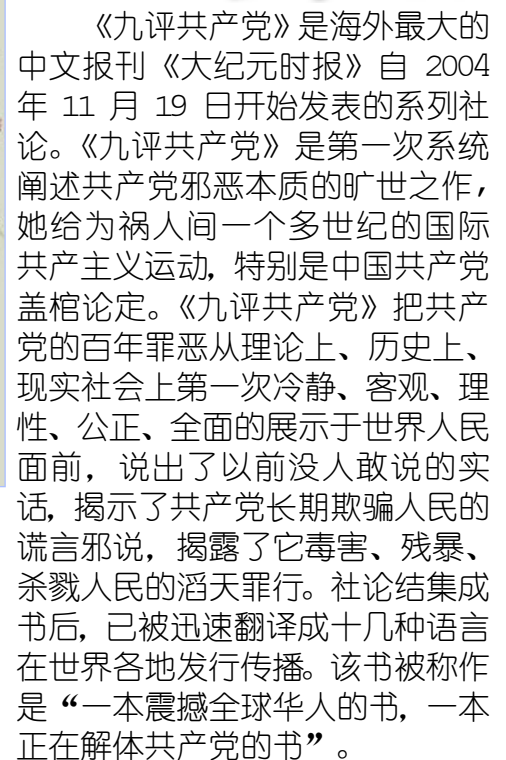 《九评共产党》是海外最大的
中文报刊《大纪元时报》自 2004
年 11 月 19 日开始发表的系列社
论。《九评共产党》是第一次系统
阐述共产党邪恶本质的旷世之作，
她给为祸人间一个多世纪的国际
共产主义运动，特别是中国共产党
盖棺论定。《九评共产党》把共产
党的百年罪恶从理论上、历史上、
现实社会上第一次冷静、客观、理
性、公正、全面的展示于世界人民
面前，说出了以前没人敢说的实
话，揭示了共产党长期欺骗人民的
谎言邪说，揭露了它毒害、残暴、
杀戮人民的滔天罪行。社论结集成
书后，已被迅速翻译成十几种语言
在世界各地发行传播。该书被称作
是“一本震撼全球华人的书，一本
正在解体共产党的书”。